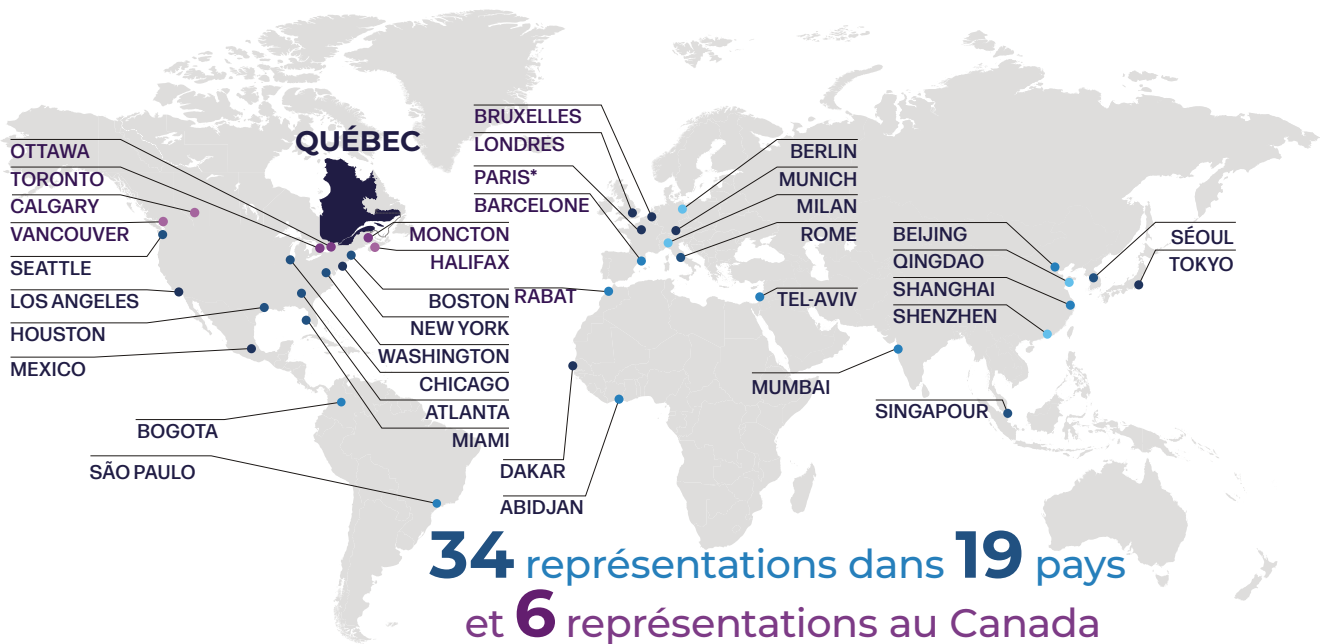 QUÉBEC
OTTAWA
TORONTO
CALGARY
VANCOUVER
SEATTLE
LOS ANGELES
HOUSTON
MEXICO
BOGOTA
SÃO PAULO
MONCTON
HALIFAX
BOSTON
NEW YORK
WASHINGTON
CHICAGO
ATLANTA
MIAMI
BRUXELLES
LONDRES
PARIS*
BARCELONE
RABAT
DAKAR
ABIDJAN
BERLIN
MUNICH
MILAN
ROME
TEL-AVIV
MUMBAI
BEIJING
QINGDAO
SHANGHAI
SHENZHEN
SINGAPOUR
SÉOUL
TOKYO
34 représentations dans 19 pays
et 6 représentations au Canada